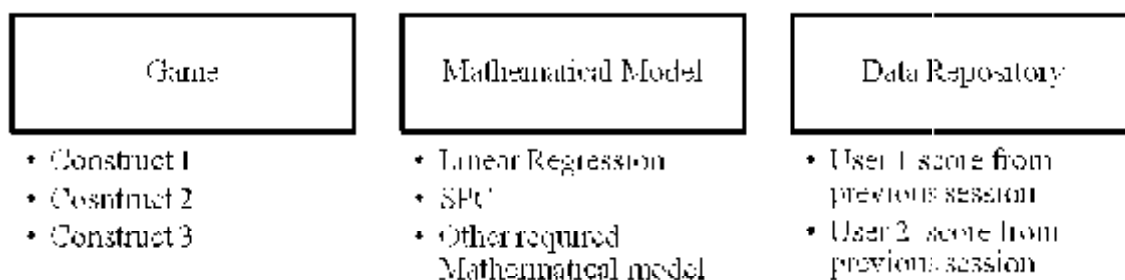 Game
• Construct 1
• Cosntruct 2
• Construct 3
Mathematical Model
• Linear Regression
• SPC
• Other required
Mathematical model
Data Repository
• User 1 score from
previous session
• User 2 score from
previous session